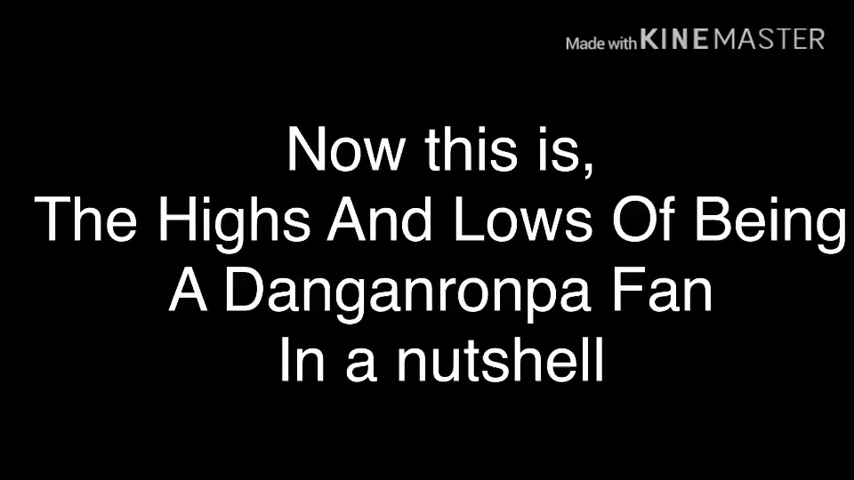 Made with KINEMASTER
Now this is,
The Highs And Lows Of Being
A Danganronpa Fan
In a nutshell